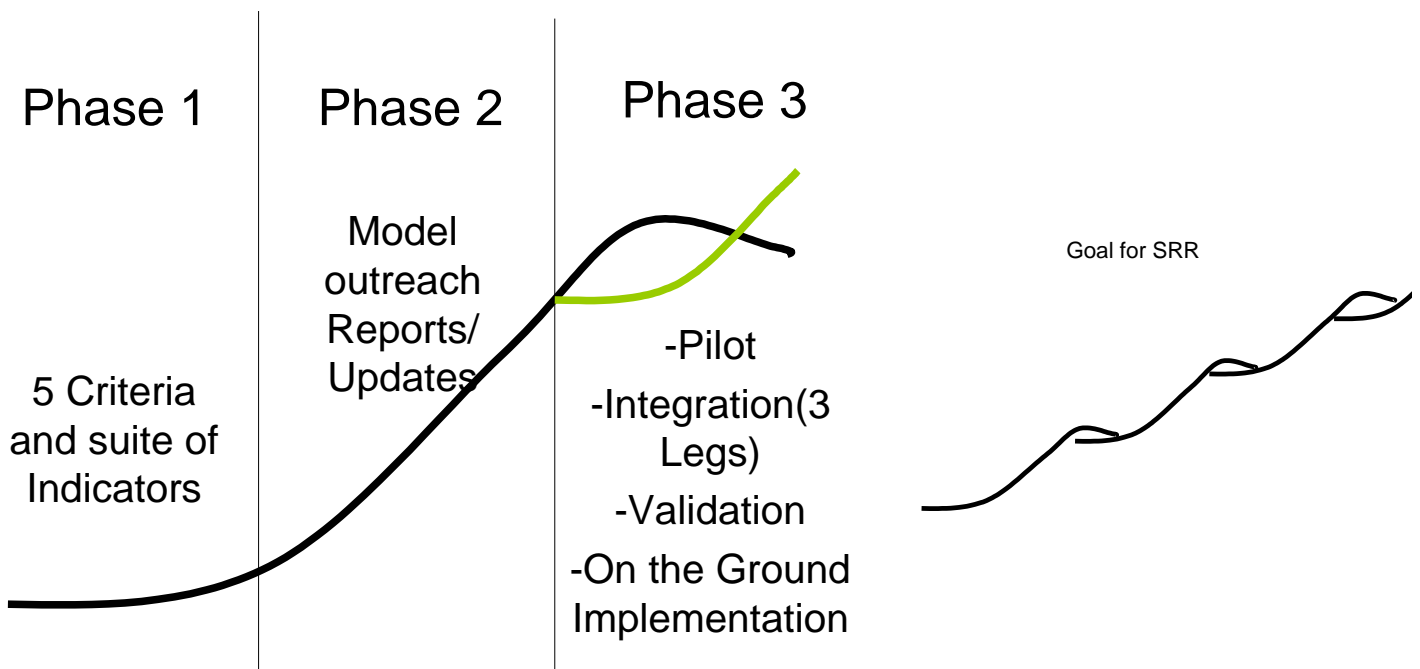 Phase 1
5 Criteria
and suite of
Indicators
Phase 2
Model
outreach
Reports/
Updates
Phase 3
-Pilot
-Integration(3
Legs)
-Validation
-On the Ground
Implementation
Goal for SRR